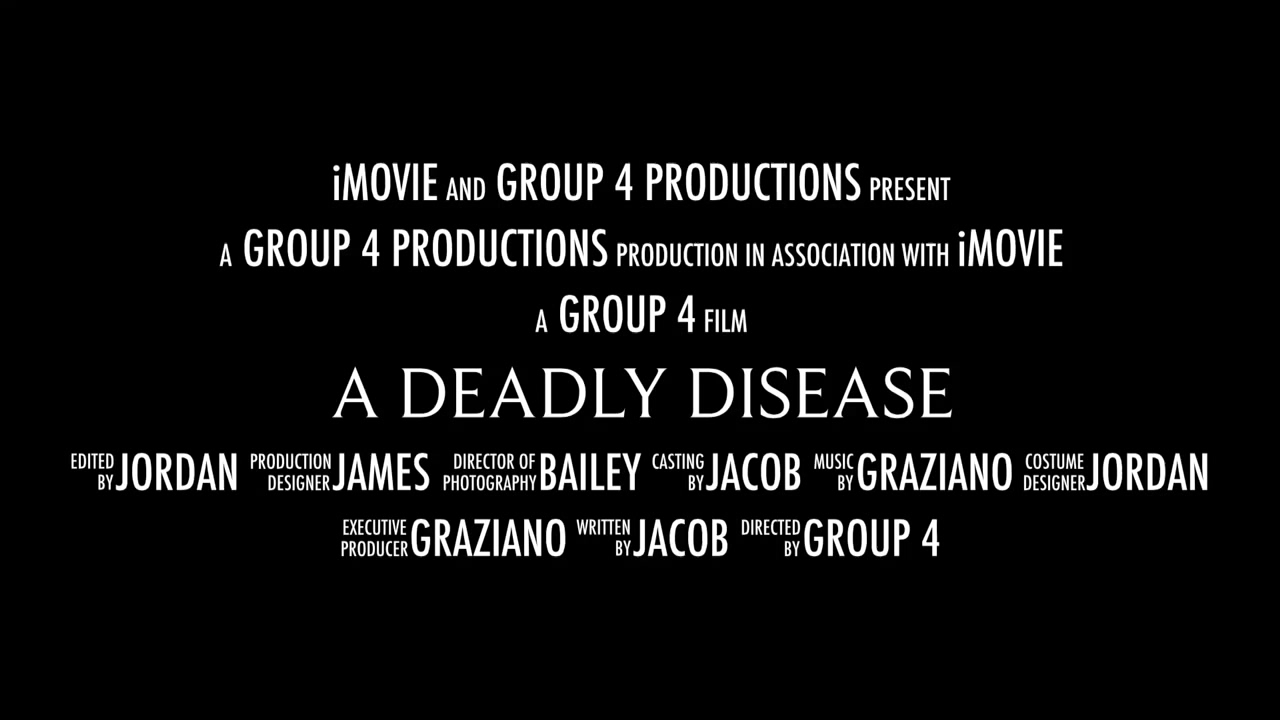 iMOVIE AND GROUP 4 PRODUCTIONS PRESENT
A GROUP 4 PRODUCTIONS PRODUCTION IN ASSOCIATION WITH iMOVIE
A GROUP 4 FILM
A DEADLY DISEASE
EDITED BY JORDAN PRODUCTION DESIGNER JAMES DIRECTOR OF PHOTOGRAPHY BAILEY CASTING BY JACOB MUSIC BY GRAZIANO COSTUME DESIGNER JORDAN
EXECUTIVE PRODUCER GRAZIANO WRITTEN BY JACOB DIRECTED BY GROUP 4